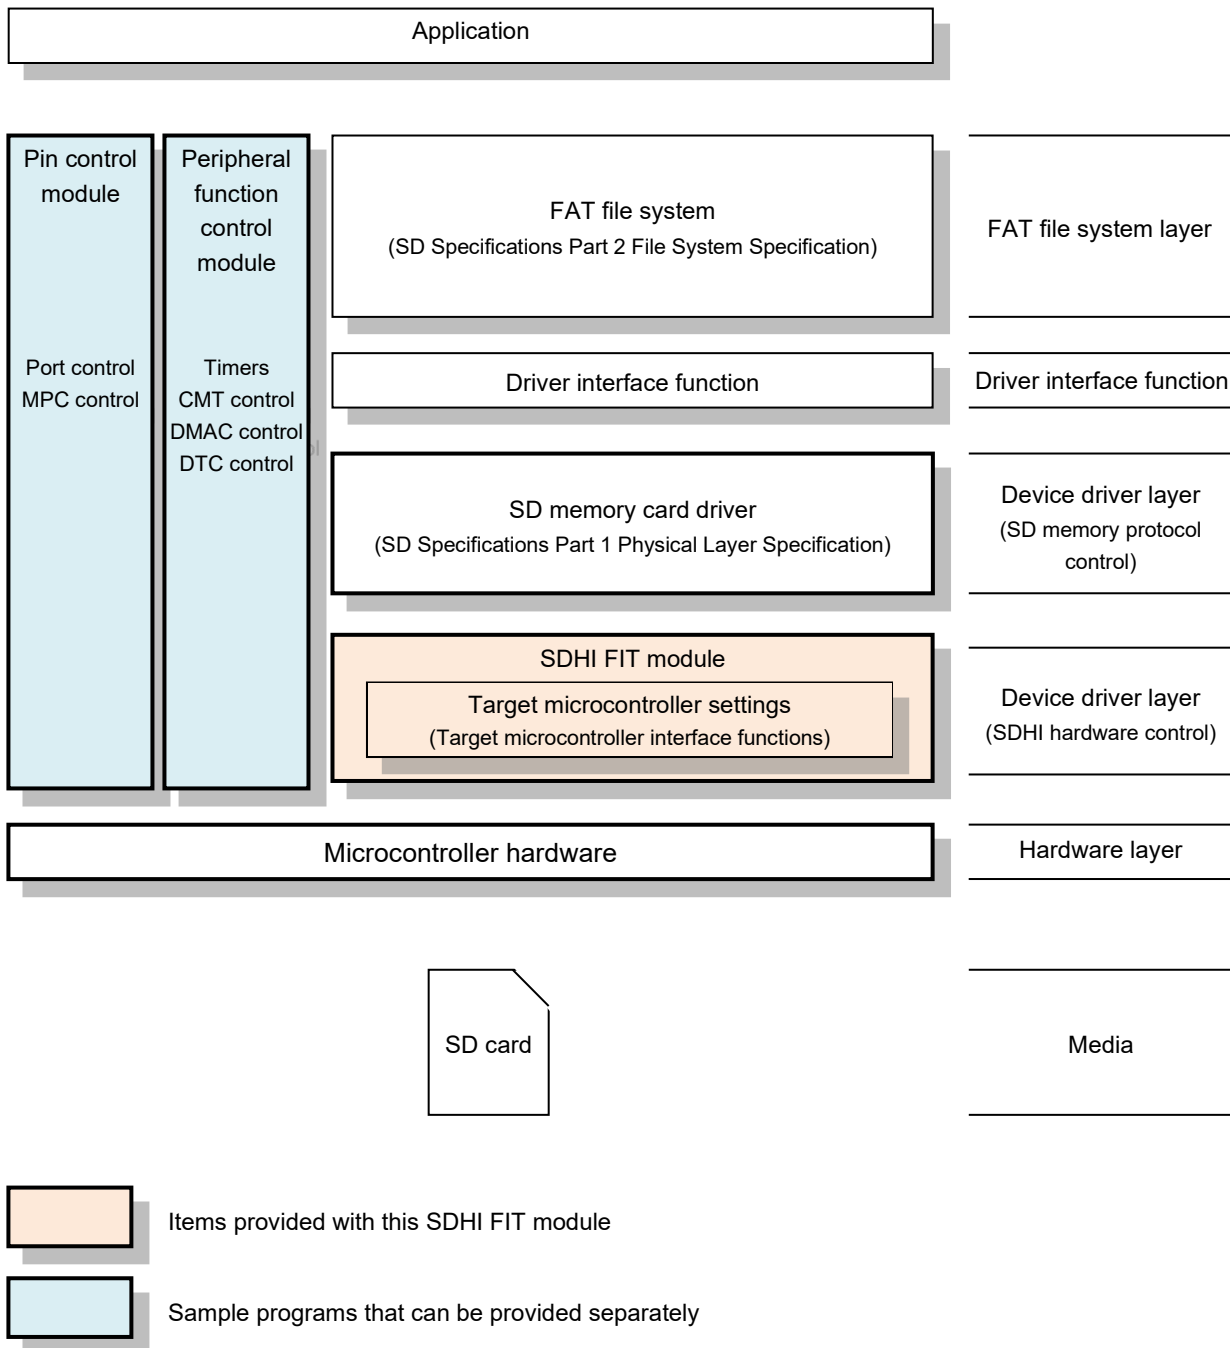 Application
Pin control
module
Port control
MPC control
Peripheral
function
control
module
Timers
CMT control
DMAC control
DTC control
FAT file system
(SD Specifications Part 2 File System Specification)
FAT file system layer
Driver interface function
Driver interface function
SD memory card driver
(SD Specifications Part 1 Physical Layer Specification)
Device driver layer
(SD memory protocol
control)
SDHI FIT module
Target microcontroller settings
(Target microcontroller interface functions)
Device driver layer
(SDHI hardware control)
Microcontroller hardware
Hardware layer
SD card
Media
Items provided with this SDHI FIT module
Sample programs that can be provided separately